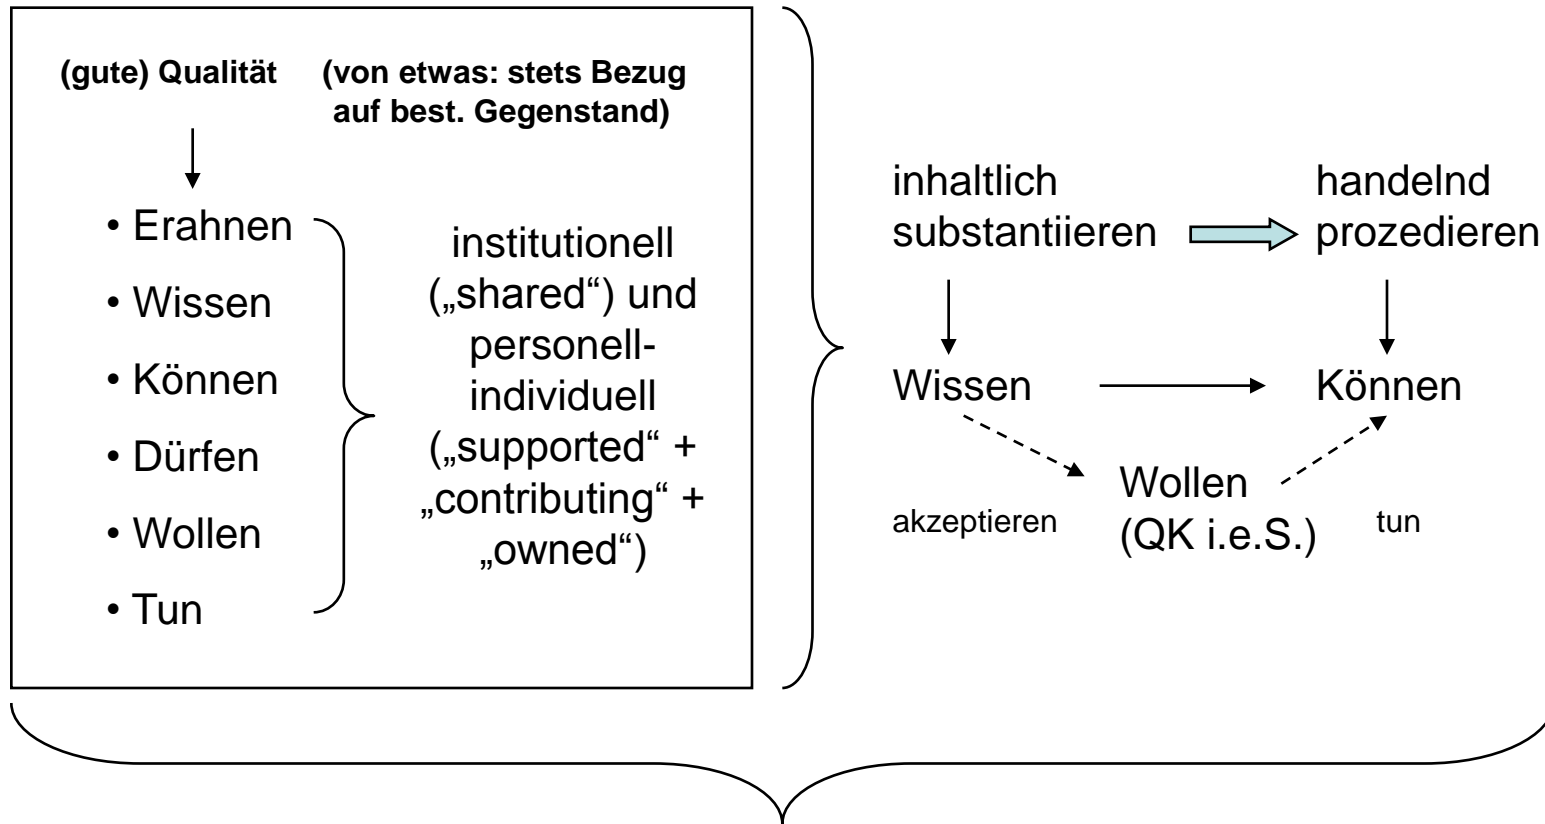 (gute) Qualität (von etwas: stets Bezug
auf best. Gegenstand)
• Erahnen
• Wissen
• Können
• Dürfen
• Wollen
• Tun
institutionell
(„shared“) und
personell-
individuell
(„supported“ +
„contributing“ +
„owned“)
inhaltlich
substantiieren
handelnd
prozedieren
Wissen
Können
akzeptieren
Wollen
(QK i.e.S.)
tun